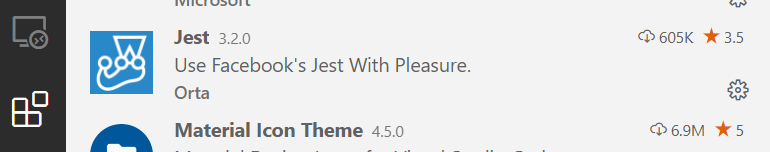 Microsoft
Jest 3.2.0 605K 3.5
Use Facebook's Jest With Pleasure.
Orta
Material Icon Theme 4.5.0 6.9M 5